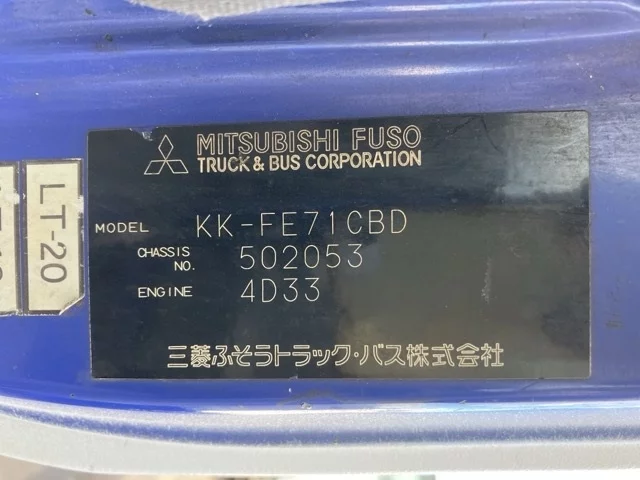 MITSUBISHI FUSO
TRUCK & BUS CORPORATION
MODEL KK-FE71CBD
CHASSIS NO. 502053
ENGINE 4D33
三菱ふそうトラック・バス株式会社
LT-20